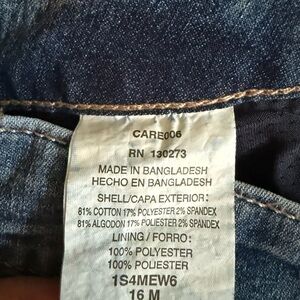 CARE006
RN 130273
MADE IN BANGLADESH
HECHO EN BANGLADESH
SHELL/CAPA EXTERIOR:
81% COTTON 17% POLYESTER 2% SPANDEX
81% ALGODON 17% POLIESTER 2% SPANDEX
LINING / FORRO:
100% POLYESTER
100% POLIESTER
1S4MEW6
16 M